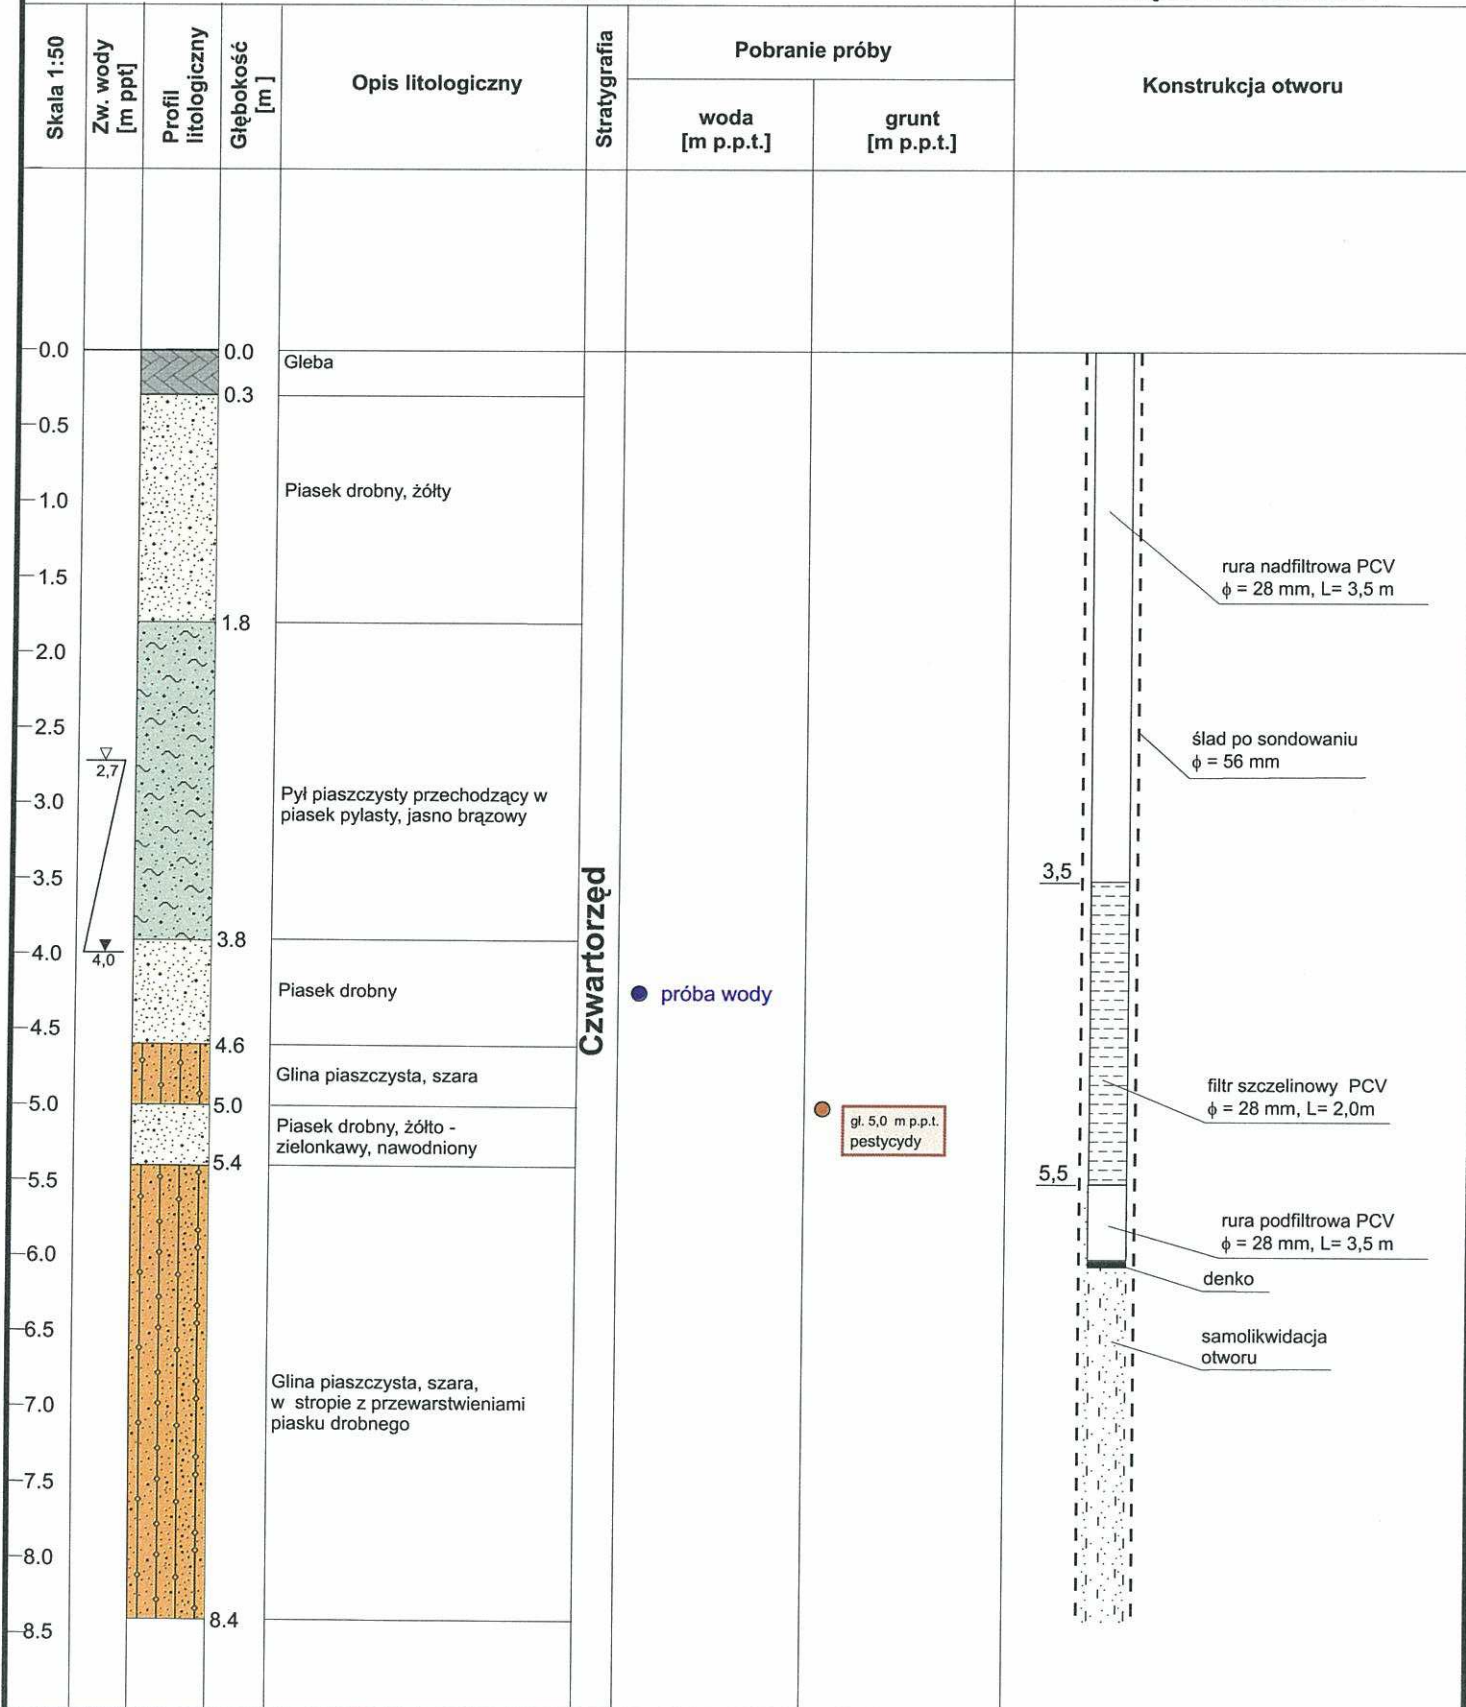 Skala 1:50
Zw. wody
[m ppt]
Profil
litologiczny
Głębokość
[m ]
Opis litologiczny
Stratygrafia
Pobranie próby
woda
[m p.p.t.]
grunt
[m p.p.t.]
Konstrukcja otworu
0.0
0.5
1.0
1.5
2.0
2.5
3.0
3.5
4.0
4.5
5.0
5.5
6.0
6.5
7.0
7.5
8.0
8.5
2,7
4,0
0.0
0.3
1.8
3.8
4.6
5.0
5.4
8.4
Gleba
Piasek drobny, żółty
Pył piaszczysty przechodzący w
piasek pylasty, jasno brązowy
Piasek drobny
Glina piaszczysta, szara
Piasek drobny, żółto -
zielonkawy, nawodniony
Glina piaszczysta, szara,
w stropie z przewarstwieniami
piasku drobnego
Czwartorzęd
próba wody
gł. 5,0 m p.p.t.
pestycydy
3,5
5,5
rura nadfiltrowa PCV
ϕ = 28 mm, L= 3,5 m
ślad po sondowaniu
ϕ = 56 mm
filtr szczelinowy PCV
ϕ = 28 mm, L= 2,0m
rura podfiltrowa PCV
ϕ = 28 mm, L= 3,5 m
denko
samolikwidacja
otworu